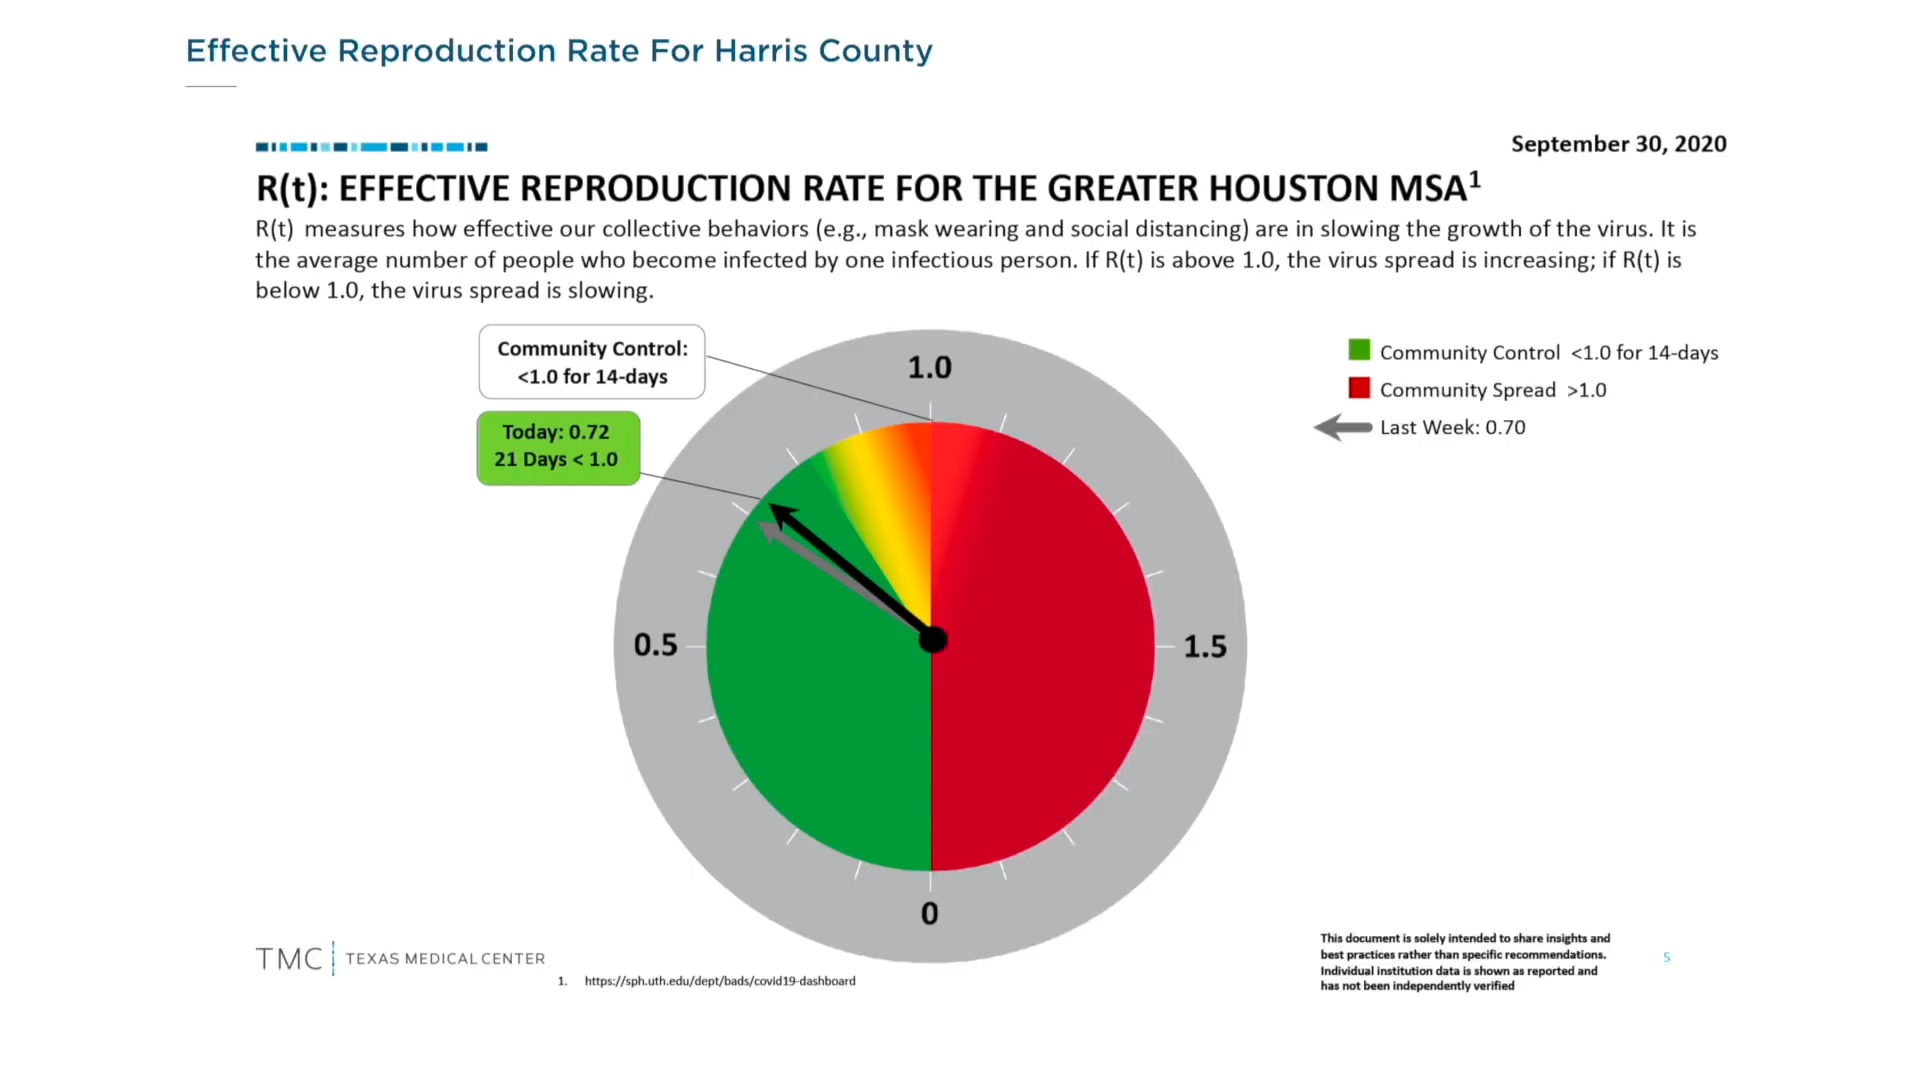 Effective Reproduction Rate For Harris County
September 30, 2020
R(t): EFFECTIVE REPRODUCTION RATE FOR THE GREATER HOUSTON MSA1
R(t) measures how effective our collective behaviors (e.g., mask wearing and social distancing) are in slowing the growth of the virus. It is
the average number of people who become infected by one infectious person. If R(t) is above 1.0, the virus spread is increasing; if R(t) is
below 1.0, the virus spread is slowing.
Community Control:
<1.0 for 14-days
Today: 0.72
21 Days < 1.0
1.0
0.5
1.5
0
Community Control <1.0 for 14-days
Community Spread >1.0
Last Week: 0.70
TMC TEXAS MEDICAL CENTER
1. https://sph.uth.edu/dept/bads/covid19-dashboard
This document is solely intended to share insights and
best practices rather than specific recommendations.
Individual institution data is shown as reported and
has not been independently verified
5